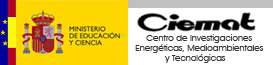 MINISTERIO
DE EDUCACIÓN
Y CIENCIA
Ciemat
Centro de Investigaciones
Energéticas, Medioambientales
y Tecnológicas